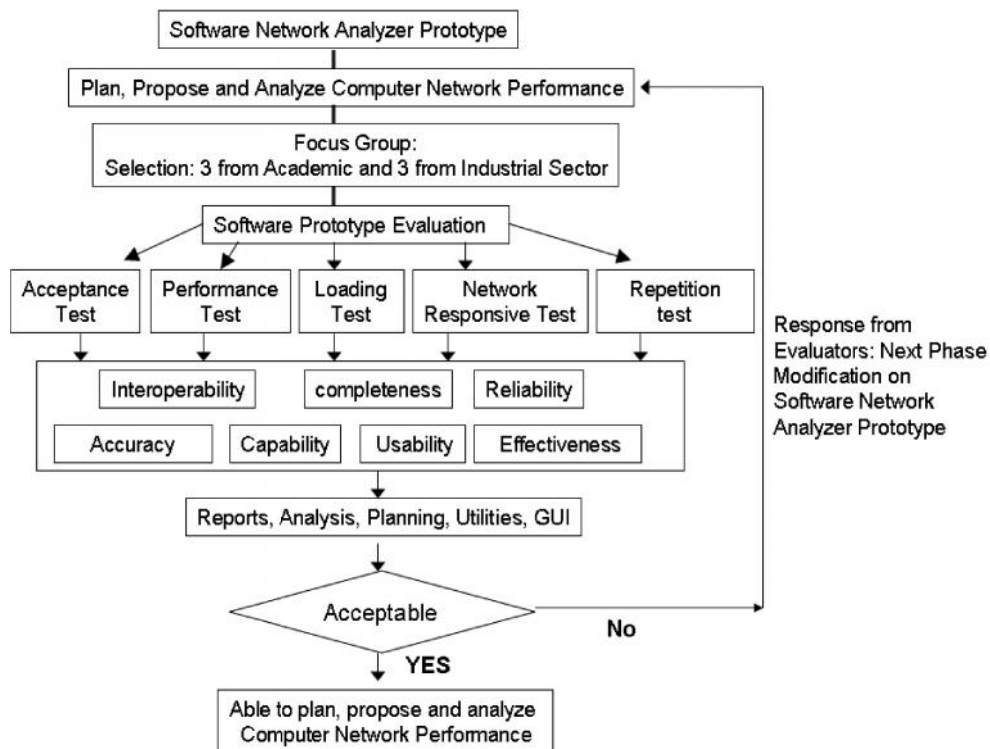 Software Network Analyzer Prototype
Plan, Propose and Analyze Computer Network Performance
Focus Group:
Selection: 3 from Academic and 3 from Industrial Sector
Software Prototype Evaluation
Acceptance
Test
Performance
Test
Loading
Test
Network
Responsive Test
Repetition
test
Response from
Evaluators: Next Phase
Modification on
Software Network
Analyzer Prototype
Interoperability
completeness
Reliability
Accuracy
Capability
Usability
Effectiveness
Reports, Analysis, Planning, Utilities, GUI
Acceptable
No
YES
Able to plan, propose and analyze
Computer Network Performance